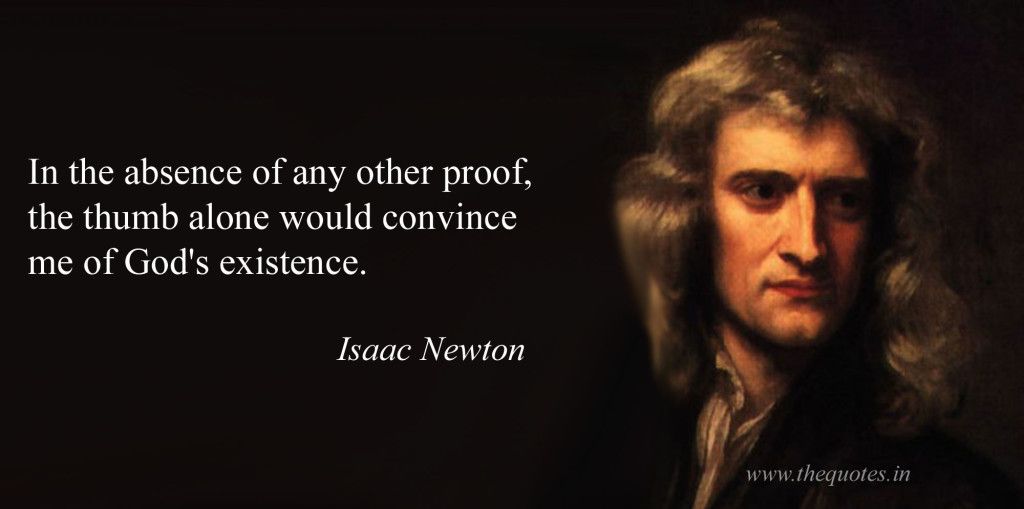 In the absence of any other proof,
the thumb alone would convince
me of God's existence.
Isaac Newton
www.thequotes.in